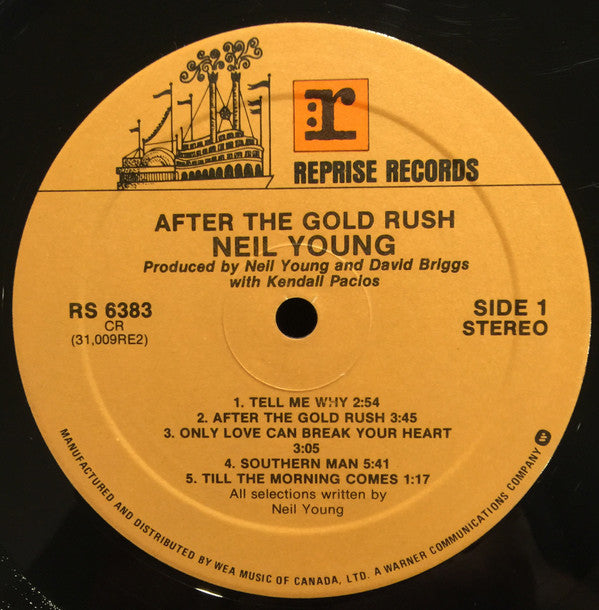 r
REPRISE RECORDS
AFTER THE GOLD RUSH
NEIL YOUNG
Produced by Neil Young and David Briggs
with Kendall Pacios
RS 6383
CR
(31,009RE2)
SIDE 1
STEREO
1. TELL ME WHY 2:54
2. AFTER THE GOLD RUSH 3:45
3. ONLY LOVE CAN BREAK YOUR HEART
3:05
4. SOUTHERN MAN 5:41
5. TILL THE MORNING COMES 1:17
All selections written by
Neil Young
MANUFACTURED AND DISTRIBUTED BY WEA MUSIC OF CANADA, LTD. A WARNER COMMUNICATIONS COMPANY